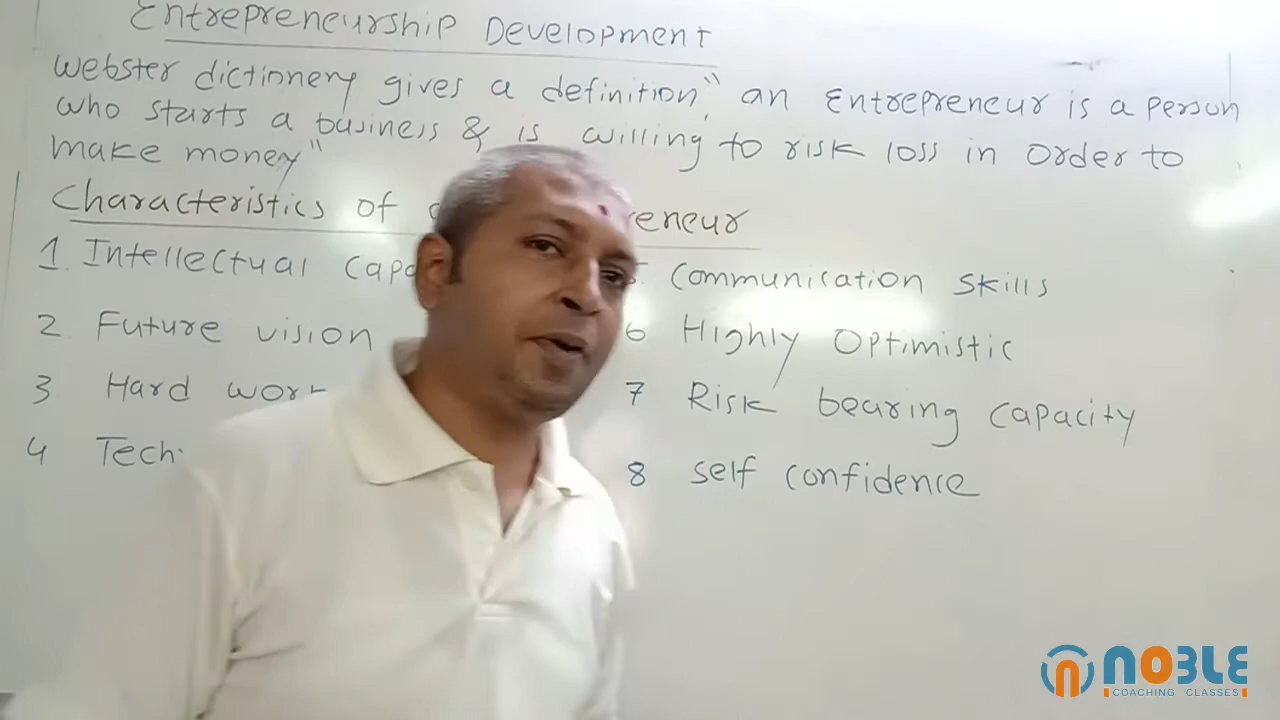 Entrepreneurship Development
Webster dictionnery gives a definition, " an Entrepreneur is a person
who starts a business & is willing to risk loss in order to
make money"
Characteristics of
1. Intellectual
2 Future vision
3 Hard
4
Communication Skills
6 Highly Optimistic
7 Risk bearing Capacity
8 Self Confidence
NOBLE
COACHING CLASSES